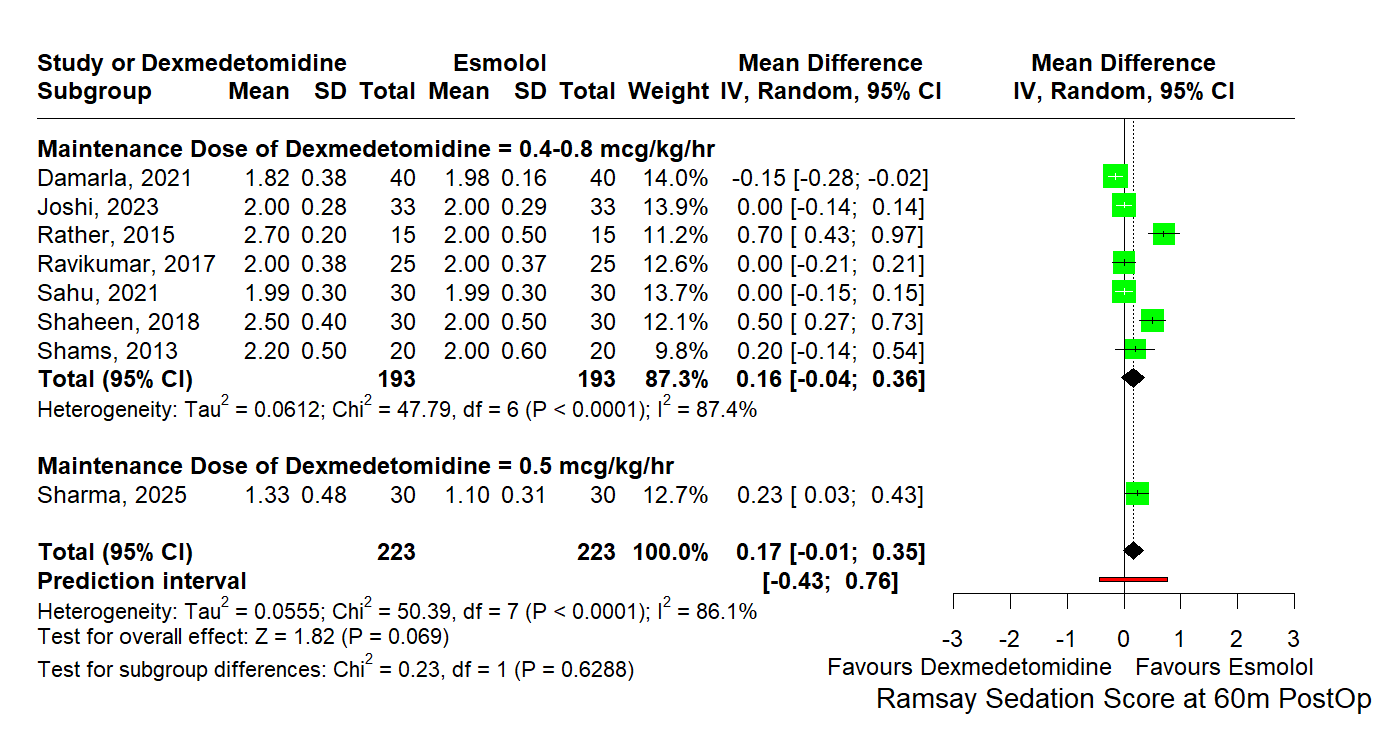 Study or Dexmedetomidine Esmolol Mean Difference Mean Difference
Subgroup Mean SD Total Mean SD Total Weight IV, Random, 95% CI IV, Random, 95% CI
Maintenance Dose of Dexmedetomidine = 0.4-0.8 mcg/kg/hr
Damarla, 2021 1.82 0.38 40 1.98 0.16 40 14.0% -0.15 [-0.28; -0.02]
Joshi, 2023 2.00 0.28 33 2.00 0.29 33 13.9% 0.00 [-0.14; 0.14]
Rather, 2015 2.70 0.20 15 2.00 0.50 15 11.2% 0.70 [ 0.43; 0.97]
Ravikumar, 2017 2.00 0.38 25 2.00 0.37 25 12.6% 0.00 [-0.21; 0.21]
Sahu, 2021 1.99 0.30 30 1.99 0.30 30 13.7% 0.00 [-0.15; 0.15]
Shaheen, 2018 2.50 0.40 30 2.00 0.50 30 12.1% 0.50 [ 0.27; 0.73]
Shams, 2013 2.20 0.50 20 2.00 0.60 20 9.8% 0.20 [-0.14; 0.54]
Total (95% CI) 193 193 87.3% 0.16 [-0.04; 0.36]
Heterogeneity: Tau² = 0.0612; Chi² = 47.79, df = 6 (P < 0.0001); I² = 87.4%
Maintenance Dose of Dexmedetomidine = 0.5 mcg/kg/hr
Sharma, 2025 1.33 0.48 30 1.10 0.31 30 12.7% 0.23 [ 0.03; 0.43]
Total (95% CI) 223 223 100.0% 0.17 [-0.01; 0.35]
Prediction interval [-0.43; 0.76]
Heterogeneity: Tau² = 0.0555; Chi² = 50.39, df = 7 (P < 0.0001); I² = 86.1%
Test for overall effect: Z = 1.82 (P = 0.069)
Test for subgroup differences: Chi² = 0.23, df = 1 (P = 0.6288)
-3 -2 -1 0 1 2 3
Favours Dexmedetomidine Favours Esmolol
Ramsay Sedation Score at 60m PostOp